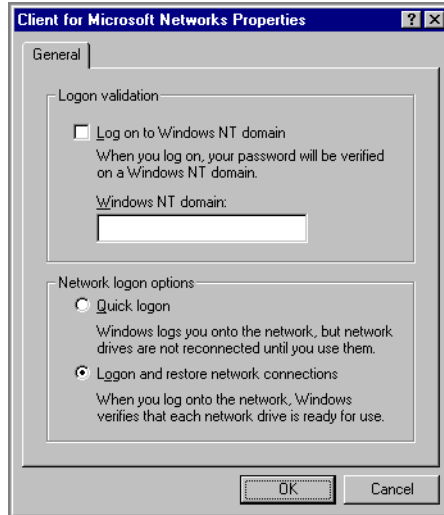 Client for Microsoft Networks Properties
General
Logon validation
Log on to Windows NT domain
When you log on, your password will be verified
on a Windows NT domain.
Windows NT domain:
Network logon options
Quick logon
Windows logs you onto the network, but network
drives are not reconnected until you use them.
Logon and restore network connections
When you log onto the network, Windows
verifies that each network drive is ready for use.
OK
Cancel